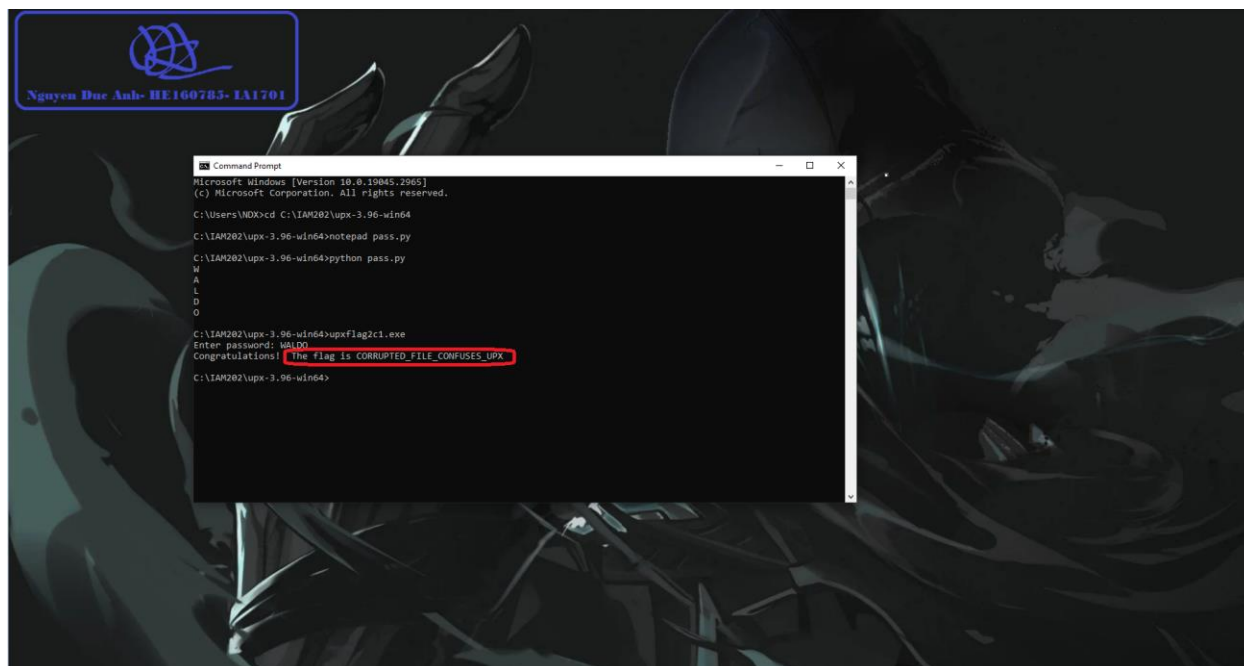 Nguyen Duc Anh- HE160785- IA1701
Command Prompt
Microsoft Windows [Version 10.0.19045.2965]
(c) Microsoft Corporation. All rights reserved.
C:\Users\NDX>cd C:\IAM202\upx-3.96-win64
C:\IAM202\upx-3.96-win64>notepad pass.py
C:\IAM202\upx-3.96-win64>python pass.py
W
A
L
D
O
C:\IAM202\upx-3.96-win64>upxflag2c1.exe
Enter password: WALDO
Congratulations! The flag is CORRUPTED_FILE_CONFUSES_UPX
C:\IAM202\upx-3.96-win64>